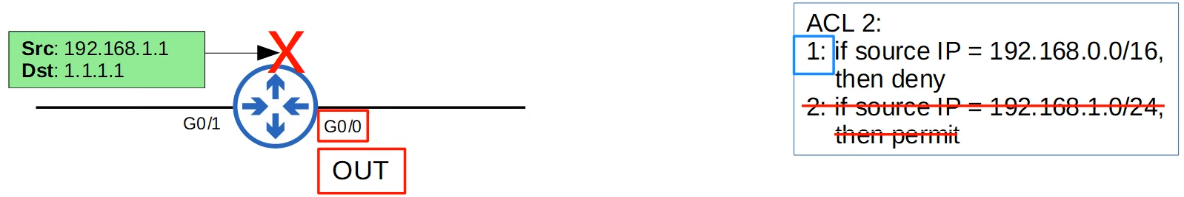 Src: 192.168.1.1
Dst: 1.1.1.1
G0/1
G0/0
OUT
ACL 2:
1: if source IP = 192.168.0.0/16,
then deny
2: if source IP = 192.168.1.0/24,
then permit